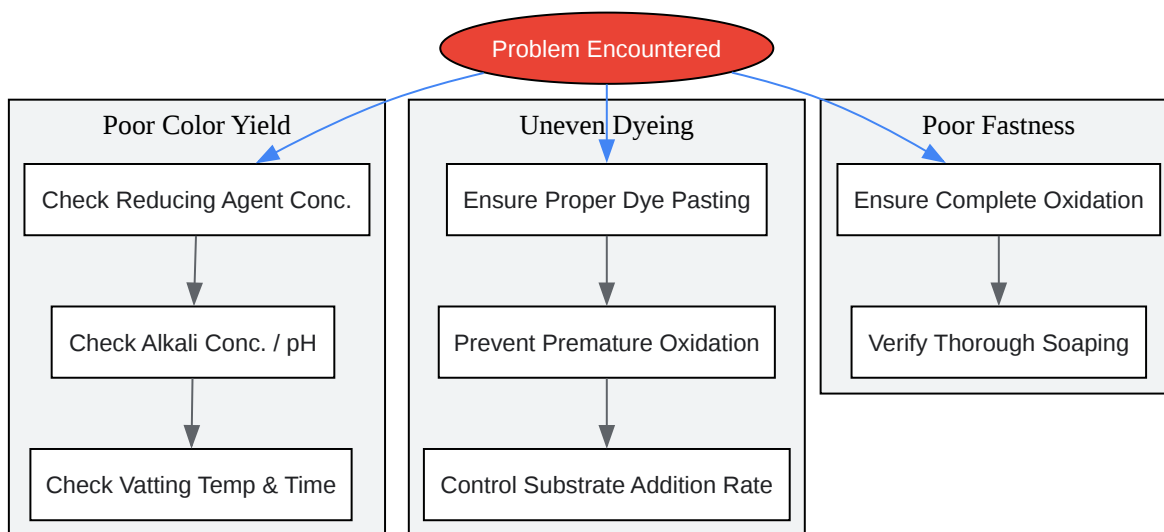 Problem Encountered
Poor Color Yield
Check Reducing Agent Conc.
Check Alkali Conc. / pH
Check Vatting Temp & Time
Uneven Dyeing
Ensure Proper Dye Pasting
Prevent Premature Oxidation
Control Substrate Addition Rate
Poor Fastness
Ensure Complete Oxidation
Verify Thorough Soaping